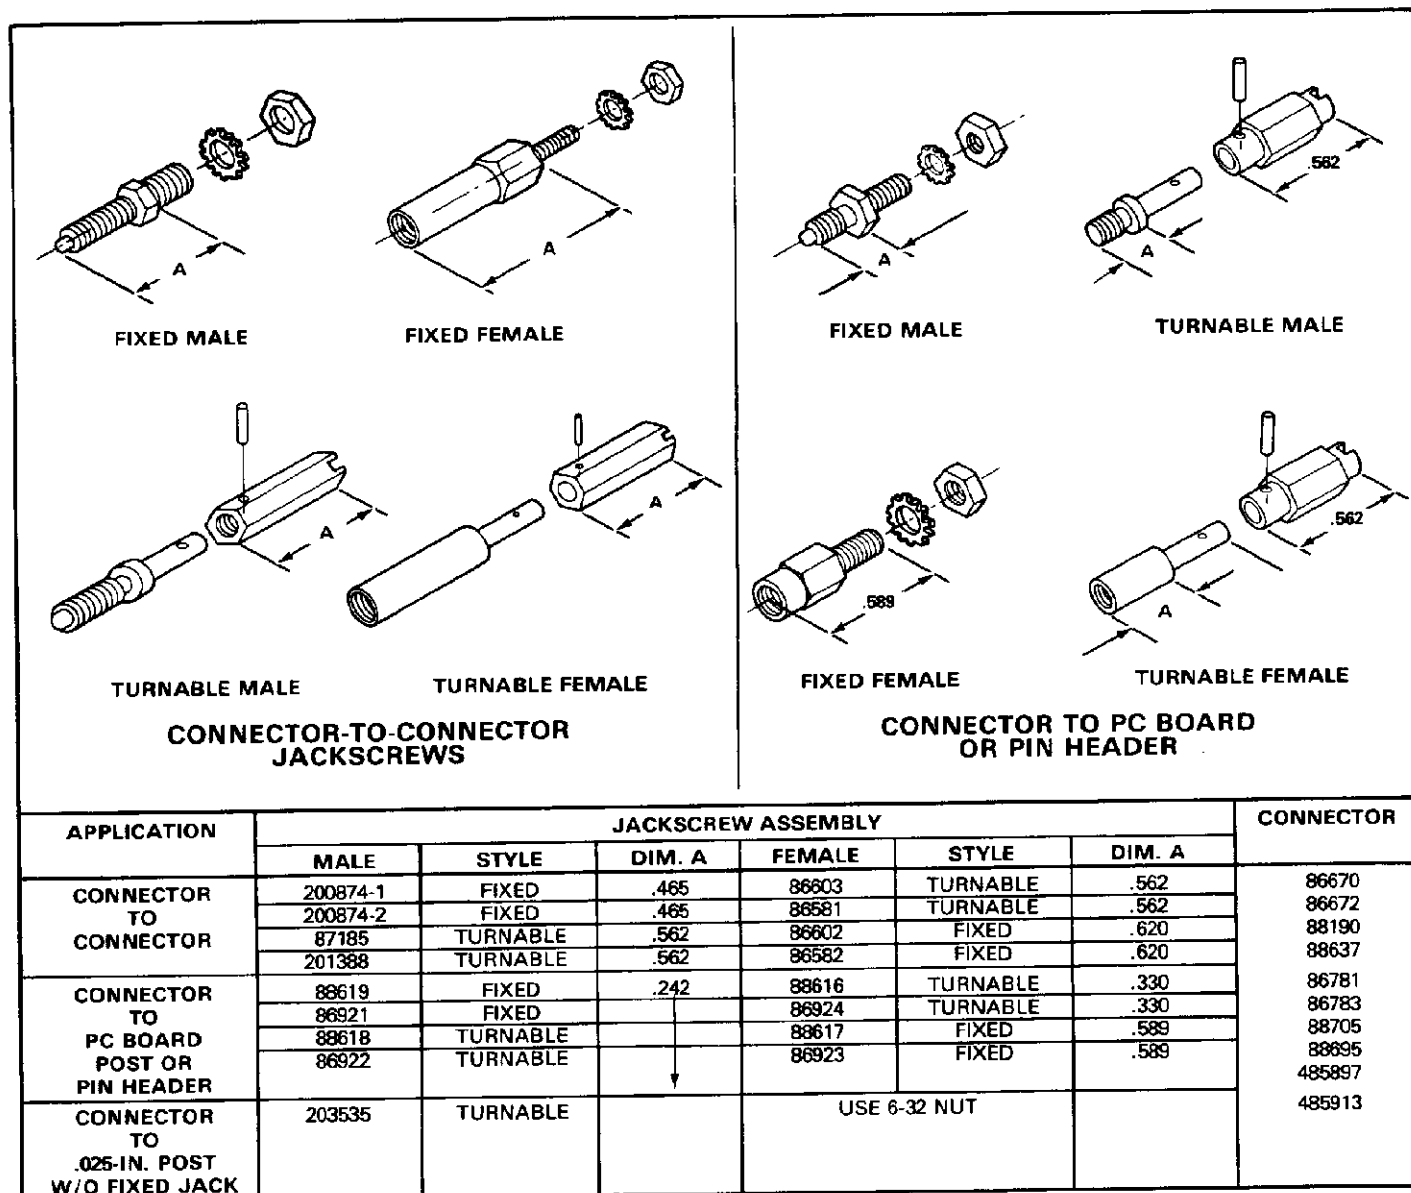 A
A
FIXED MALE
FIXED FEMALE
A
.562
FIXED MALE
TURNABLE MALE
A
A
TURNABLE MALE
TURNABLE FEMALE
CONNECTOR-TO-CONNECTOR
JACKSCREWS
.589
.562
A
FIXED FEMALE
TURNABLE FEMALE
CONNECTOR TO PC BOARD
OR PIN HEADER
APPLICATION JACKSCREW ASSEMBLY CONNECTOR
MALE STYLE DIM. A FEMALE STYLE DIM. A
CONNECTOR
TO
CONNECTOR
200874-1 FIXED .465 86603 TURNABLE .562
200874-2 FIXED .465 86581 TURNABLE .562
87185 TURNABLE .562 86602 FIXED .620
201388 TURNABLE .562 86582 FIXED .620
86670
86672
88190
88637
CONNECTOR
TO
PC BOARD
POST OR
PIN HEADER
88619 FIXED .242 88616 TURNABLE .330
86921 FIXED 86924 TURNABLE .330
88618 TURNABLE 88617 FIXED .589
86922 TURNABLE 86923 FIXED .589
86781
86783
88705
88695
485897
CONNECTOR
TO
.025-IN. POST
W/O FIXED JACK
203535 TURNABLE USE 6-32 NUT
485913